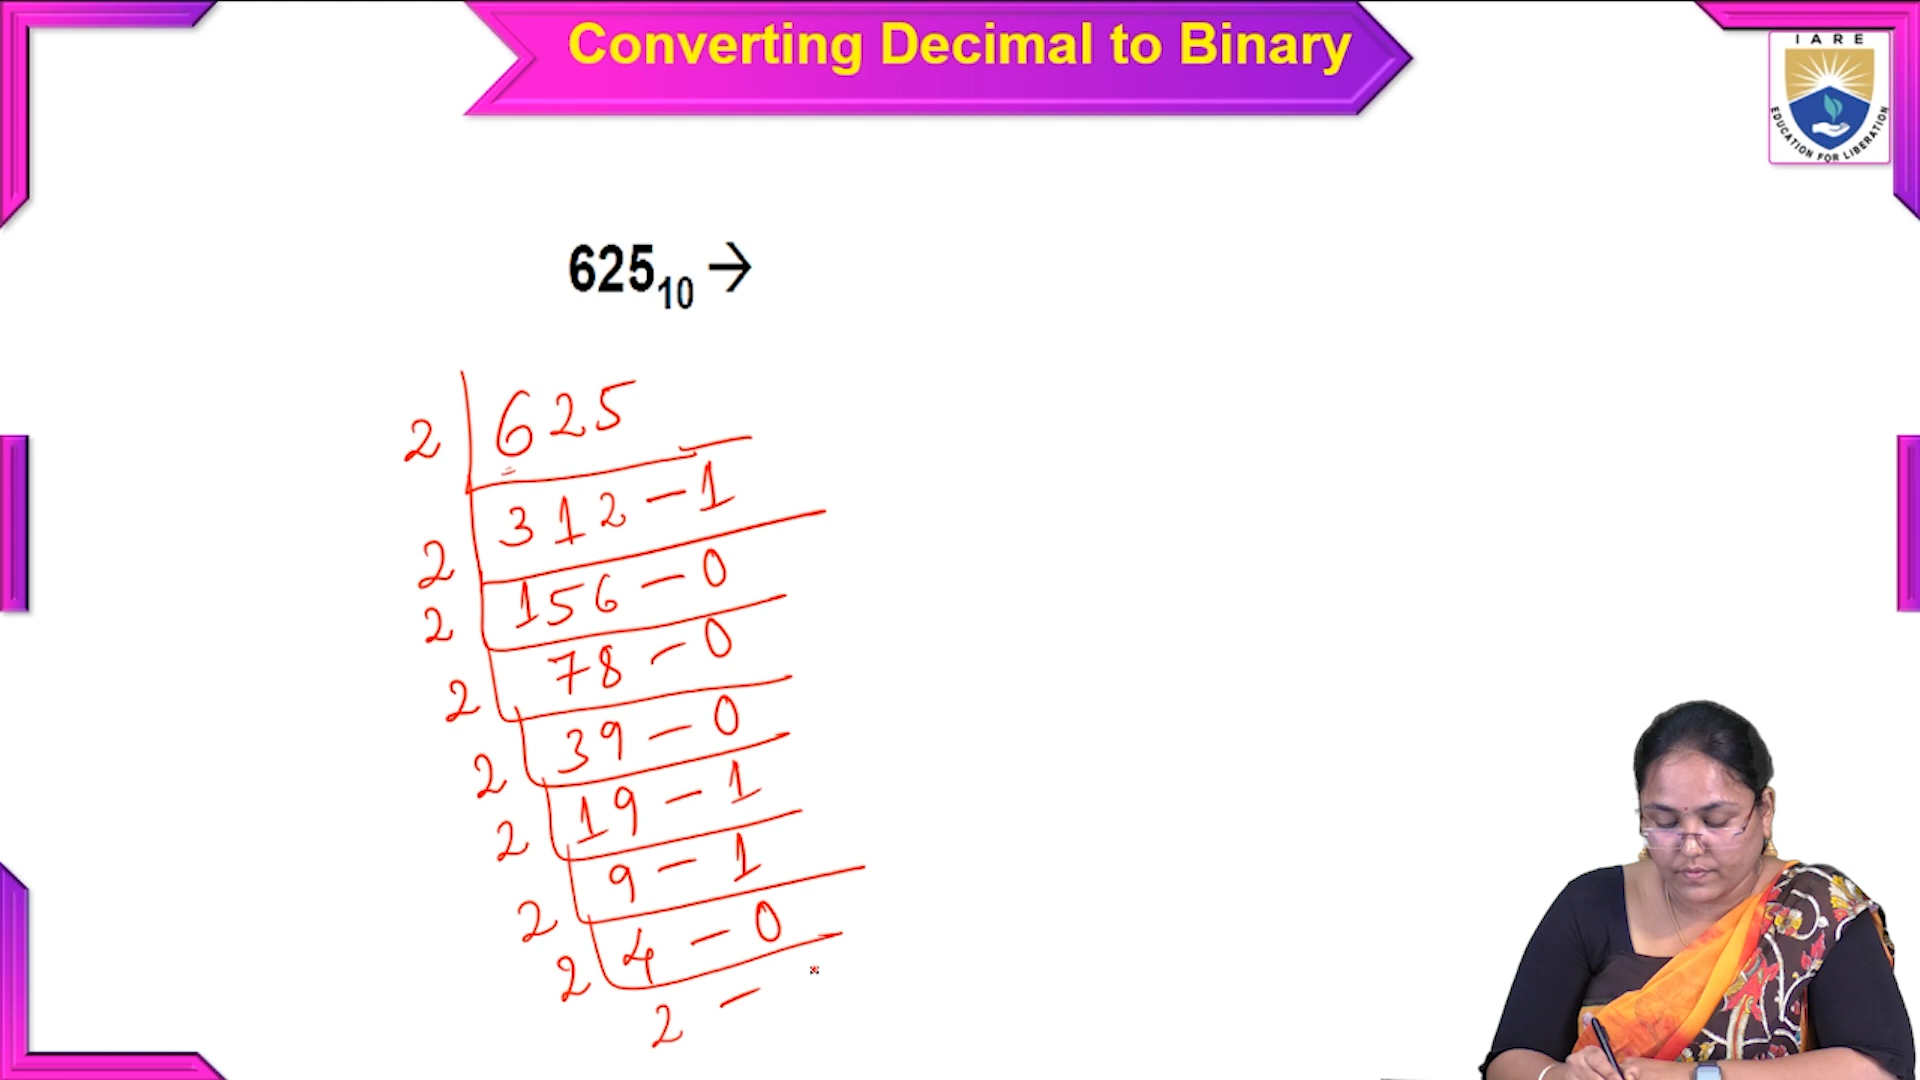 Converting Decimal to Binary
IARE
EDUCATION FOR LIBERATION
625₁₀ →
2 625
2 312 – 1
2 156 – 0
2 78 – 0
2 39 – 0
2 19 – 1
2 9 – 1
2 4 – 0
2 –